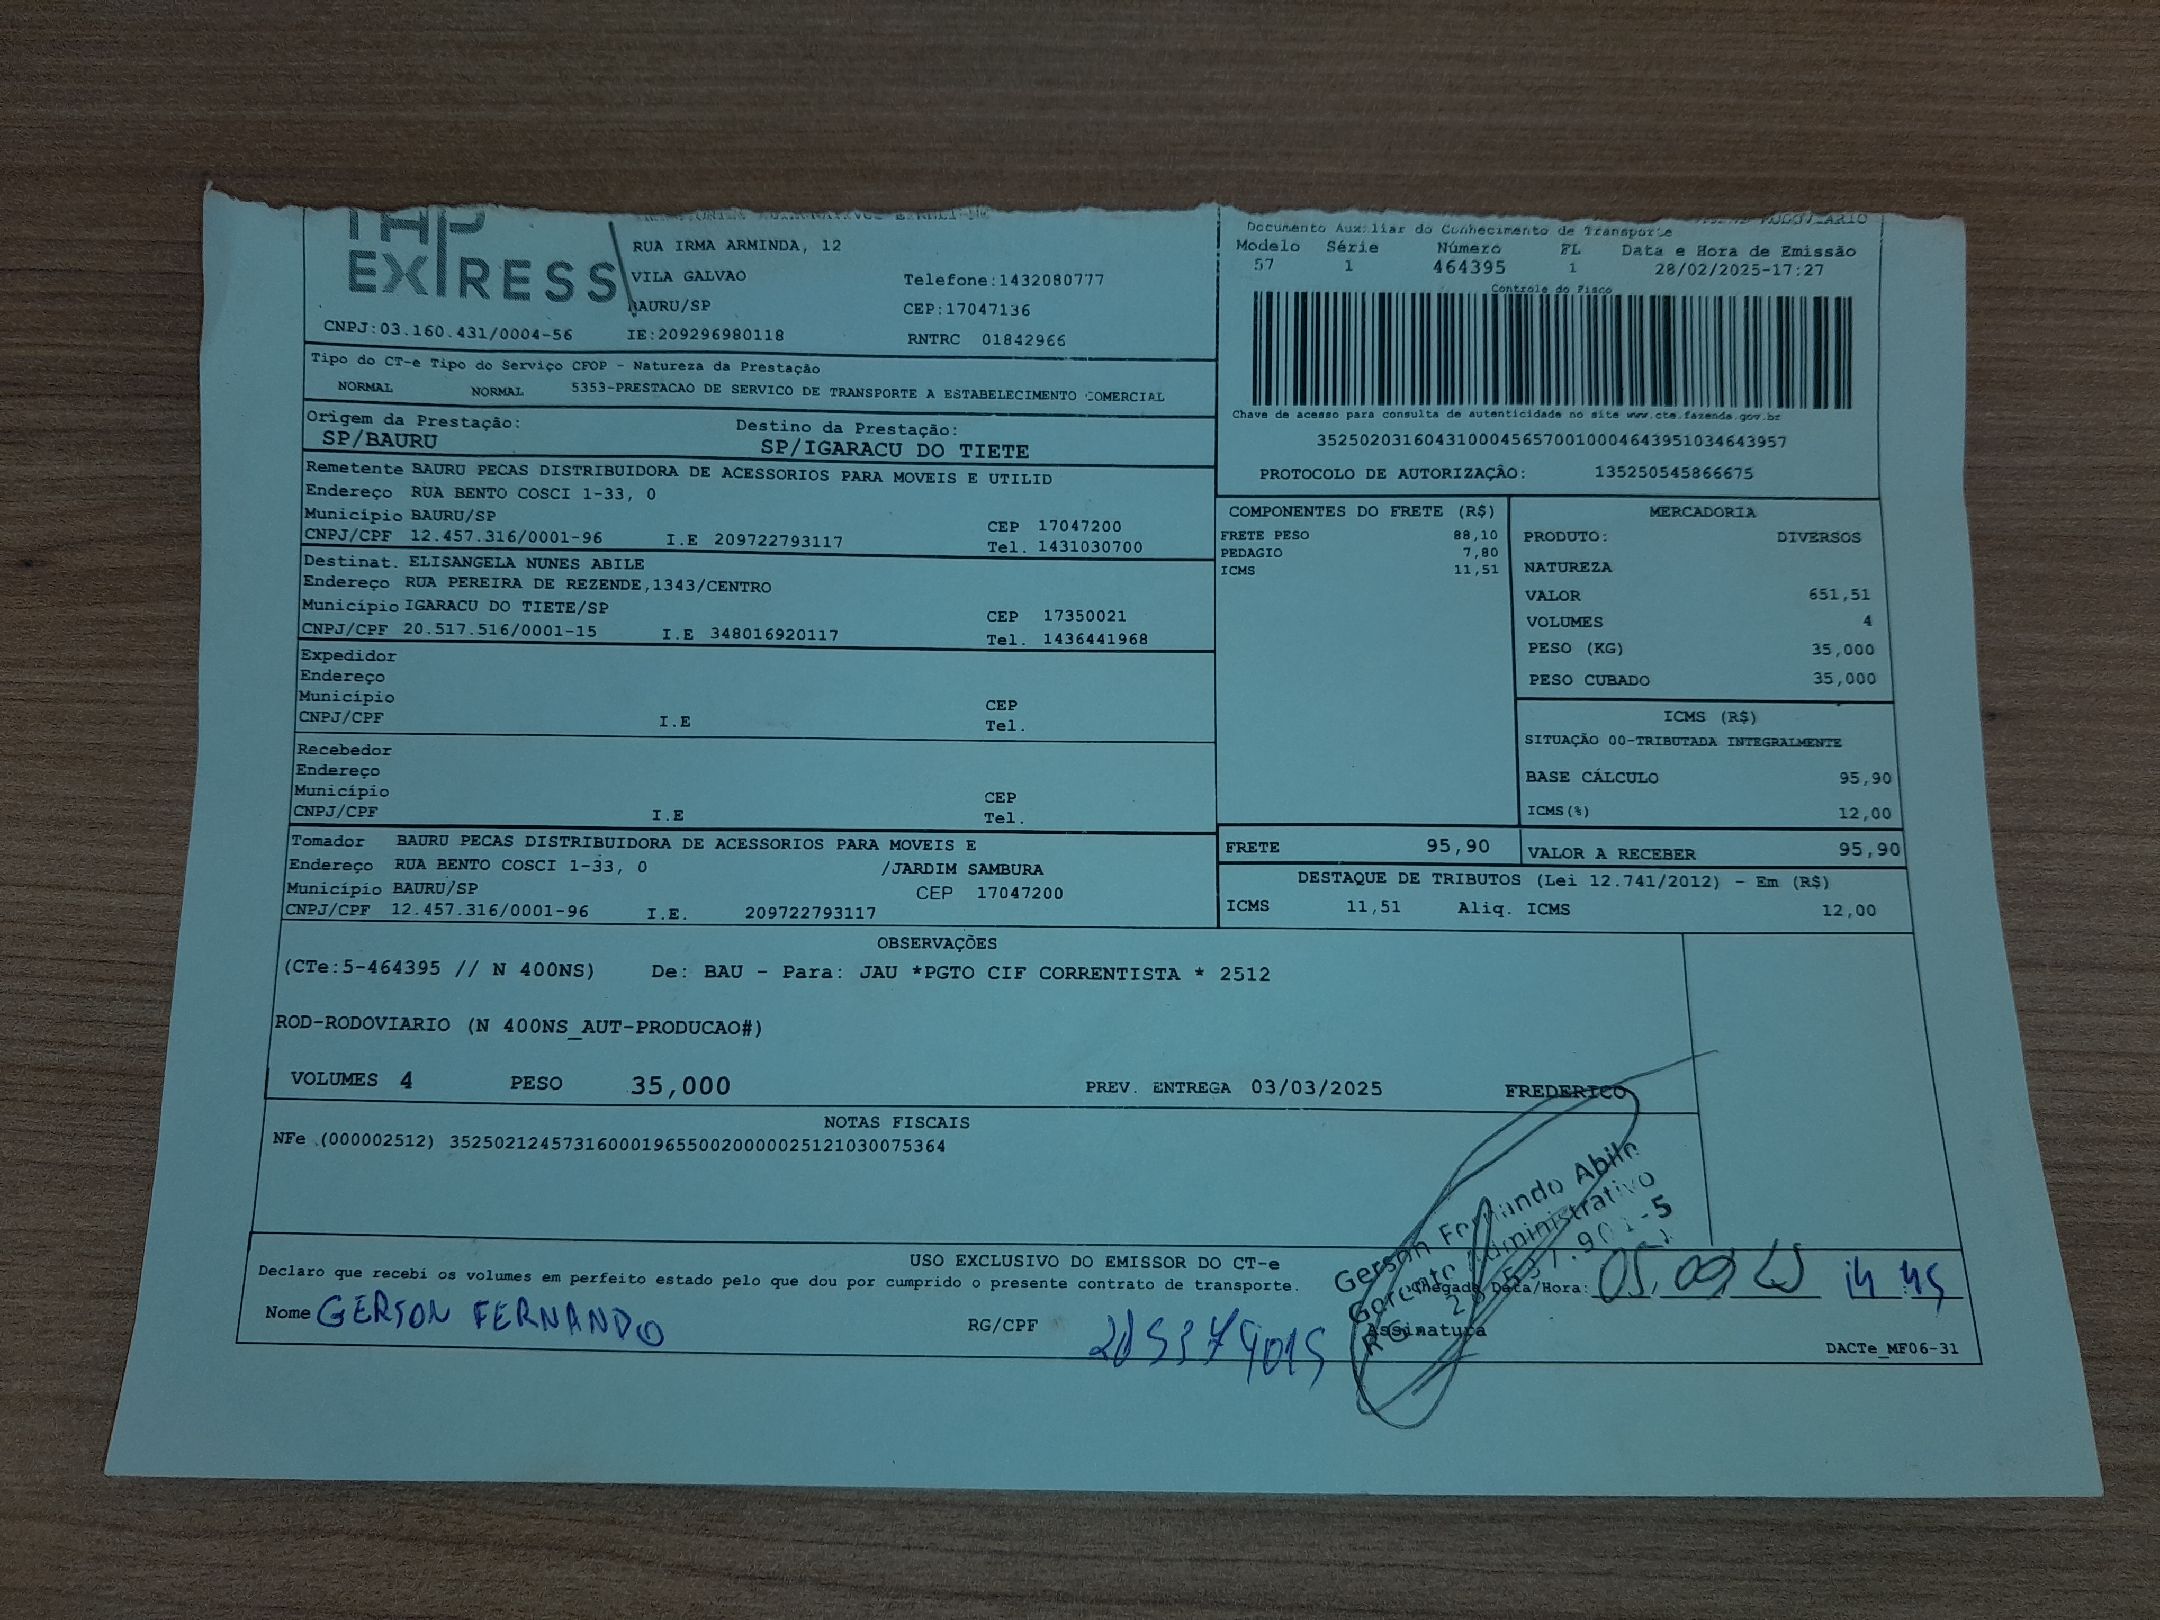 EXPRESS
RUA IRMA ARMINDA, 12
VILA GALVAO Telefone:1432080777
BAURU/SP CEP:17047136
CNPJ:03.160.431/0004-56 IE:209296980118 RNTRC 01842966
Documento Auxiliar do Conhecimento de Transporte
Modelo Série Número FL Data e Hora de Emissão
57 1 464395 1 28/02/2025-17:27
Controle do Fisco
Chave de acesso para consulta de autenticidade no site www.cte.fazenda.gov.br
35250203160431000456570010004643951034643957
PROTOCOLO DE AUTORIZAÇÃO: 135250545866675
Tipo do CT-e Tipo do Serviço CFOP - Natureza da Prestação
NORMAL NORMAL 5353-PRESTACAO DE SERVICO DE TRANSPORTE A ESTABELECIMENTO COMERCIAL
Origem da Prestação: Destino da Prestação:
SP/BAURU SP/IGARACU DO TIETE
Remetente BAURU PECAS DISTRIBUIDORA DE ACESSORIOS PARA MOVEIS E UTILID
Endereço RUA BENTO COSCI 1-33, 0
Município BAURU/SP CEP 17047200
CNPJ/CPF 12.457.316/0001-96 I.E 209722793117 Tel. 1431030700
Destinat. ELISANGELA NUNES ABILE
Endereço RUA PEREIRA DE REZENDE,1343/CENTRO
Município IGARACU DO TIETE/SP CEP 17350021
CNPJ/CPF 20.517.516/0001-15 I.E 348016920117 Tel. 1436441968
Expedidor
Endereço
Município CEP
CNPJ/CPF I.E Tel.
Recebedor
Endereço
Município CEP
CNPJ/CPF I.E Tel.
Tomador BAURU PECAS DISTRIBUIDORA DE ACESSORIOS PARA MOVEIS E
Endereço RUA BENTO COSCI 1-33, 0 /JARDIM SAMBURA
Município BAURU/SP CEP 17047200
CNPJ/CPF 12.457.316/0001-96 I.E. 209722793117
COMPONENTES DO FRETE (R$)
FRETE PESO 88,10
PEDAGIO 7,80
ICMS 11,51
MERCADORIA
PRODUTO: DIVERSOS
NATUREZA
VALOR 651,51
VOLUMES 4
PESO (KG) 35,000
PESO CUBADO 35,000
ICMS (R$)
SITUAÇÃO 00-TRIBUTADA INTEGRALMENTE
BASE CÁLCULO 95,90
ICMS(%) 12,00
FRETE 95,90 VALOR A RECEBER 95,90
DESTAQUE DE TRIBUTOS (Lei 12.741/2012) - Em (R$)
ICMS 11,51 Aliq. ICMS 12,00
OBSERVAÇÕES
(CTe:5-464395 // N 400NS) De: BAU - Para: JAU *PGTO CIF CORRENTISTA * 2512
ROD-RODOVIARIO (N 400NS_AUT-PRODUCAO#)
VOLUMES 4 PESO 35,000 PREV. ENTREGA 03/03/2025 FREDERICO
NOTAS FISCAIS
NFe (000002512) 35250212457316000196550020000025121030075364
USO EXCLUSIVO DO EMISSOR DO CT-e
Declaro que recebi os volumes em perfeito estado pelo que dou por cumprido o presente contrato de transporte.
Chegada Data/Hora: 14 45
Nome GERSON FERNANDO RG/CPF Assinatura
Gerson Fernando Abile
Gerente Administrativo
RG
DACTe_MF06-31